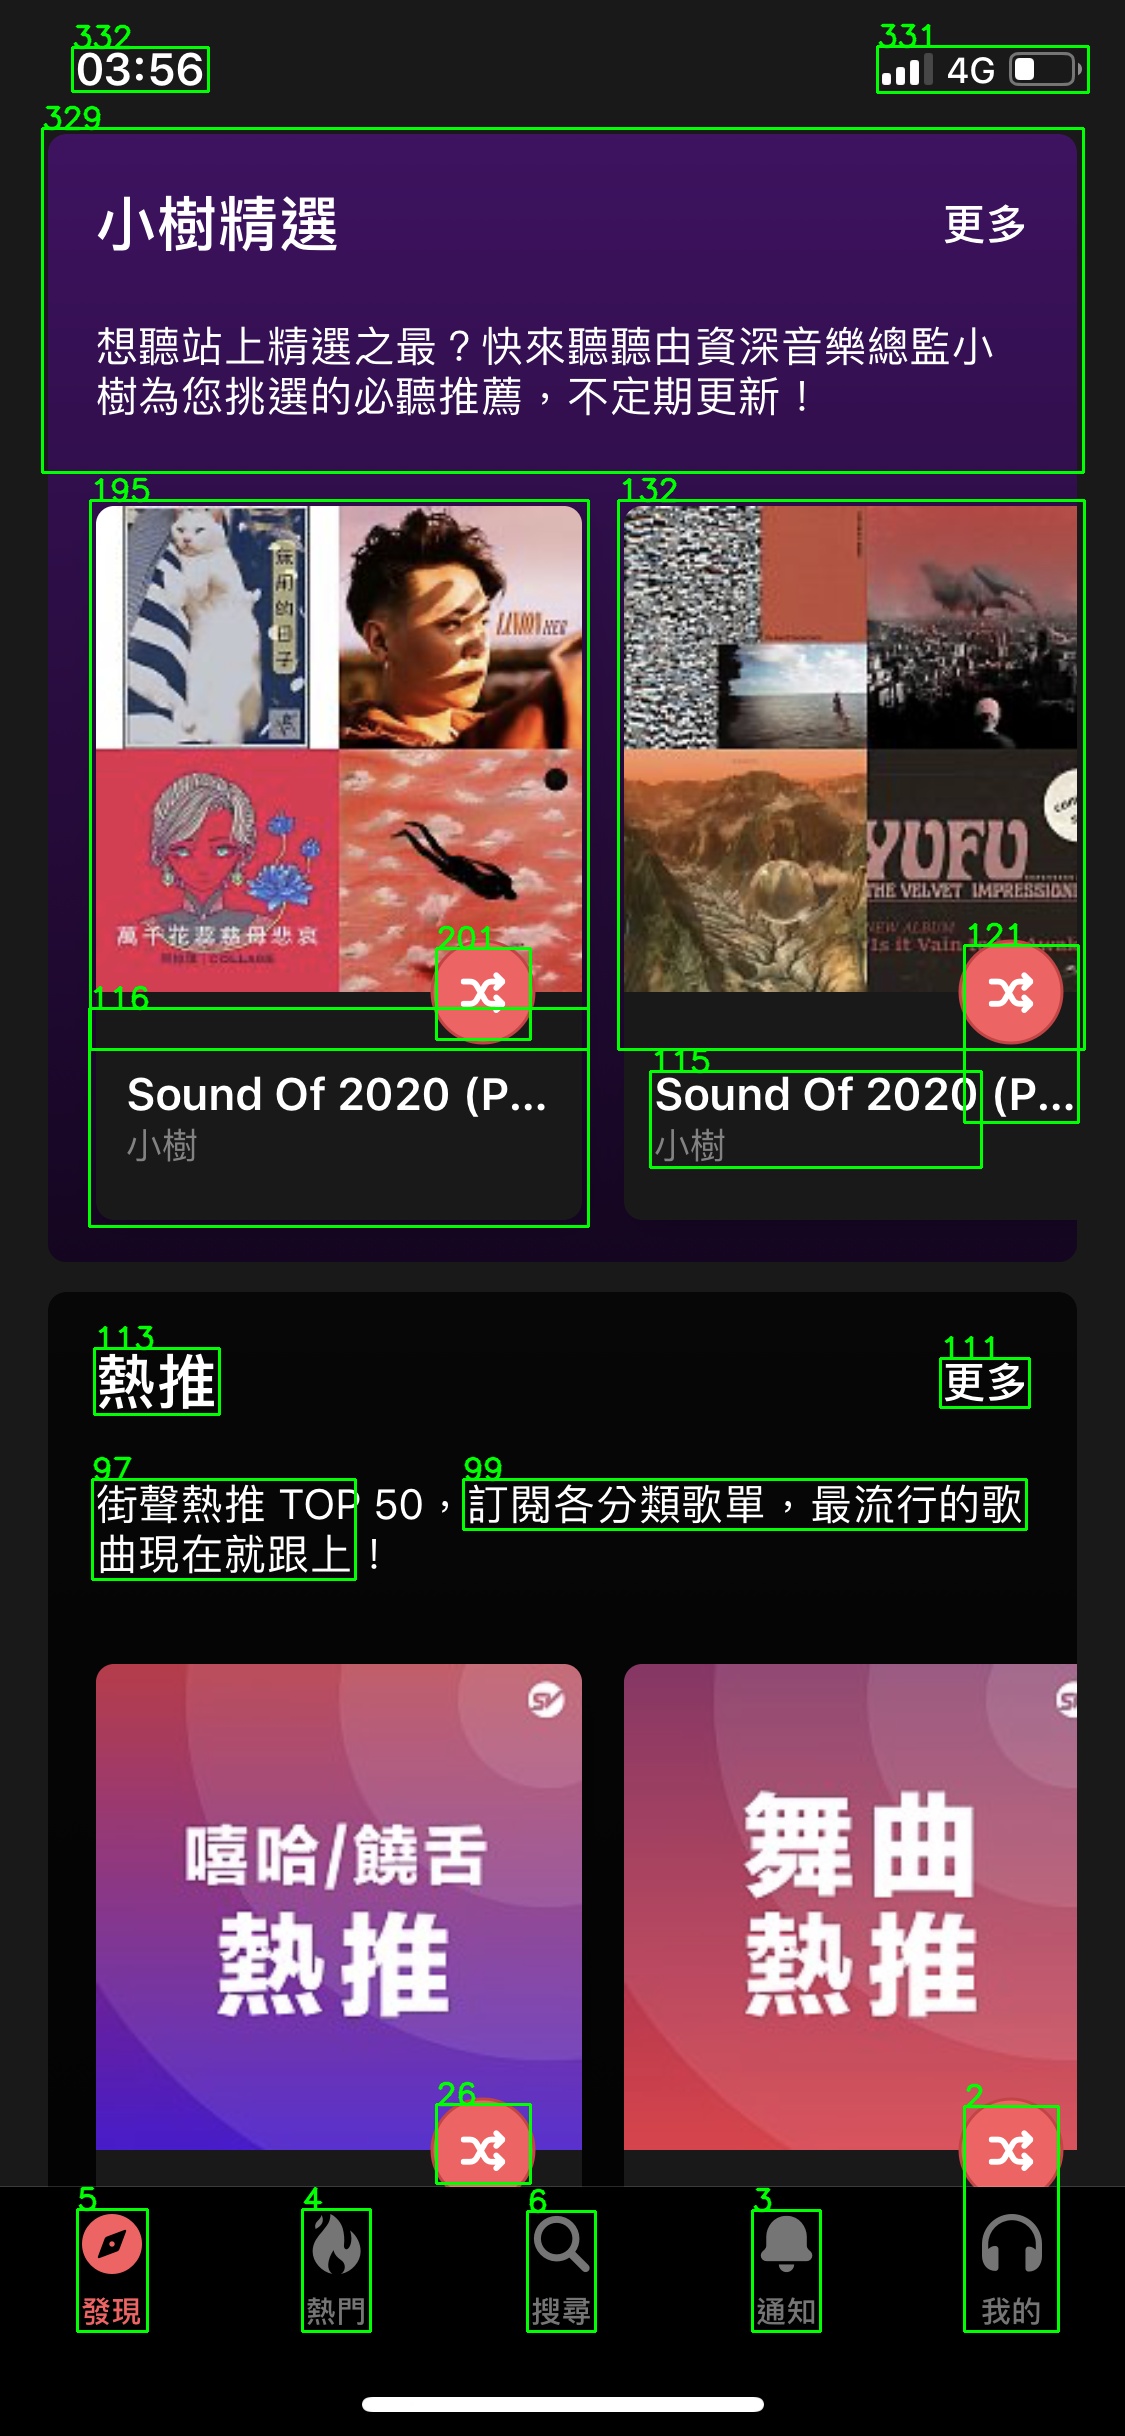 332
331
03:56
4G
329
小樹精選
更多
想聽站上精選之最？快來聽聽由資深音樂總監小
樹為您挑選的必聽推薦，不定期更新！
195
132
無用的日子
LINION HER
YUFU
THE VELVET IMPRESSION
NEW ALBUM
Is it Vain
萬千花蕊慈母悲哀
COLLAGE
201
121
116
115
Sound Of 2020 (P...
小樹
Sound Of 2020 (P...
小樹
113
111
熱推
更多
97
99
街聲熱推 TOP 50，訂閱各分類歌單，最流行的歌
曲現在就跟上！
嘻哈/饒舌
熱推
舞曲
熱推
26
2
5
4
6
3
發現
熱門
搜尋
通知
我的